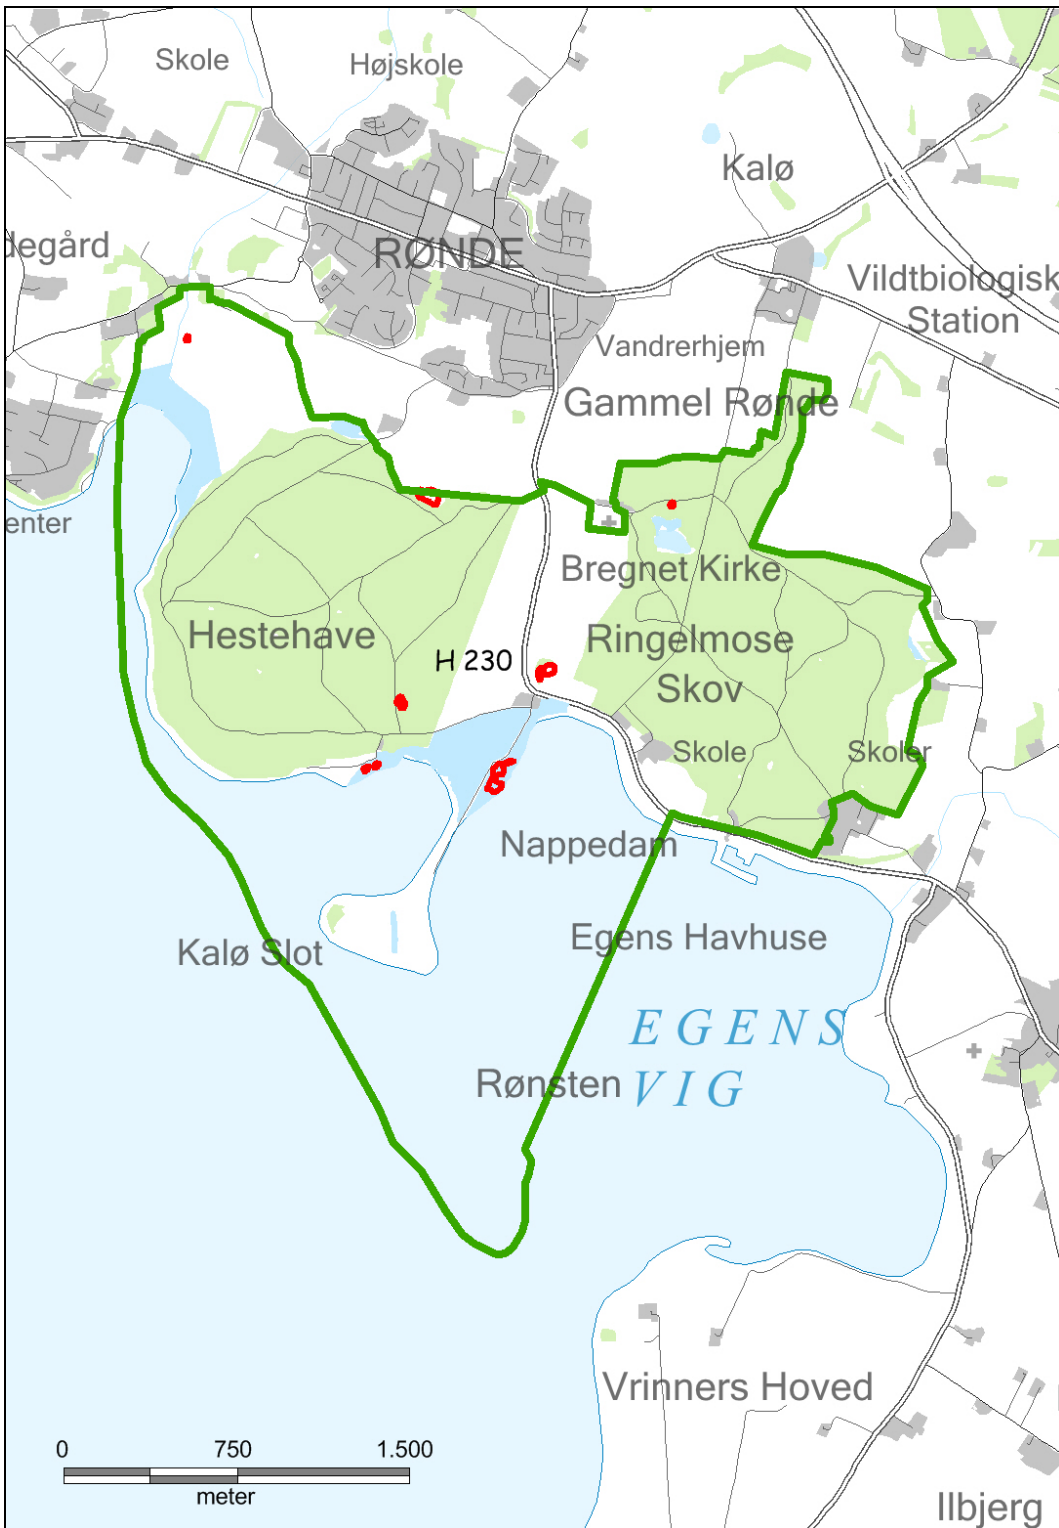 Skole
Højskole
Kalø
degård
RØNDE
Vildtbiologisk
Station
Vandrerhjem
Gammel Rønde
enter
Bregnet Kirke
Hestehave
H 230
Ringelmose
Skov
Skole
Skoler
Nappedam
Kalø Slot
Egens Havhuse
EGENS
VIG
Rønsten
Vrinners Hoved
0 750 1.500
meter
Ilbjerg